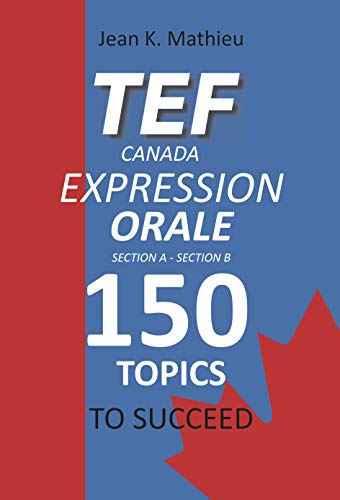 Jean K. Mathieu
TEF
CANADA
EXPRESSION
ORALE
SECTION A - SECTION B
150
TOPICS
TO SUCCEED